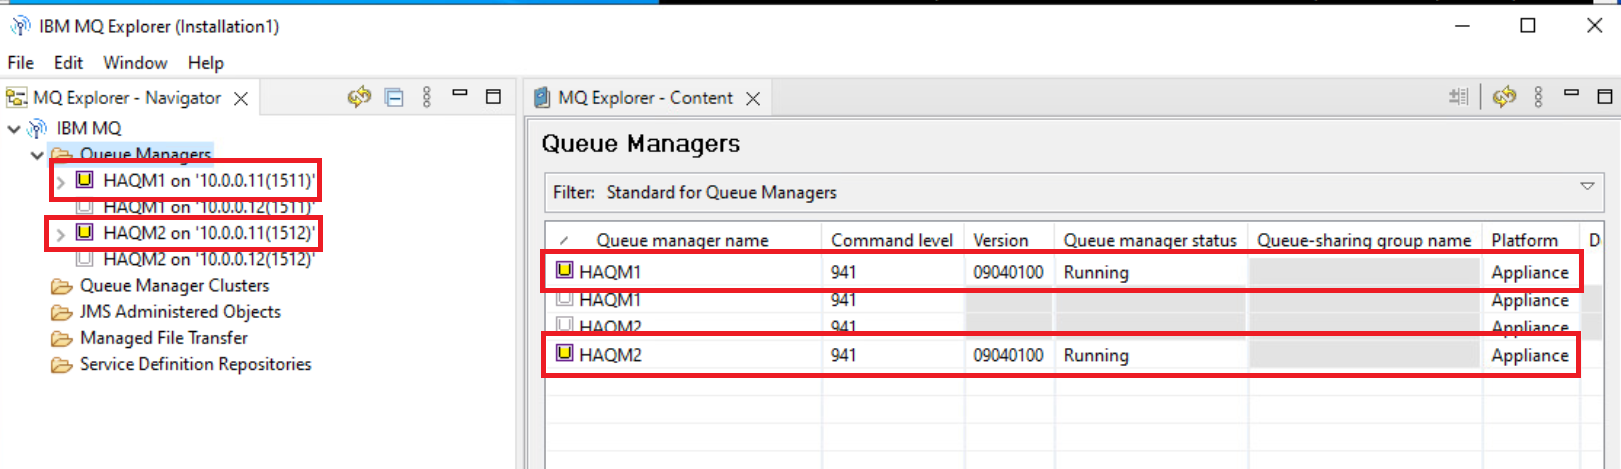 IBM MQ Explorer (Installation1)
File Edit Window Help
MQ Explorer - Navigator
IBM MQ
Queue Managers
HAQM1 on '10.0.0.11(1511)'
HAQM1 on '10.0.0.12(1511)'
HAQM2 on '10.0.0.11(1512)'
HAQM2 on '10.0.0.12(1512)'
Queue Manager Clusters
JMS Administered Objects
Managed File Transfer
Service Definition Repositories
MQ Explorer - Content
Queue Managers
Filter: Standard for Queue Managers
Queue manager name Command level Version Queue manager status Queue-sharing group name Platform D
HAQM1 941 09040100 Running Appliance
HAQM1 941 Appliance
HAQM2 941 Appliance
HAQM2 941 09040100 Running Appliance